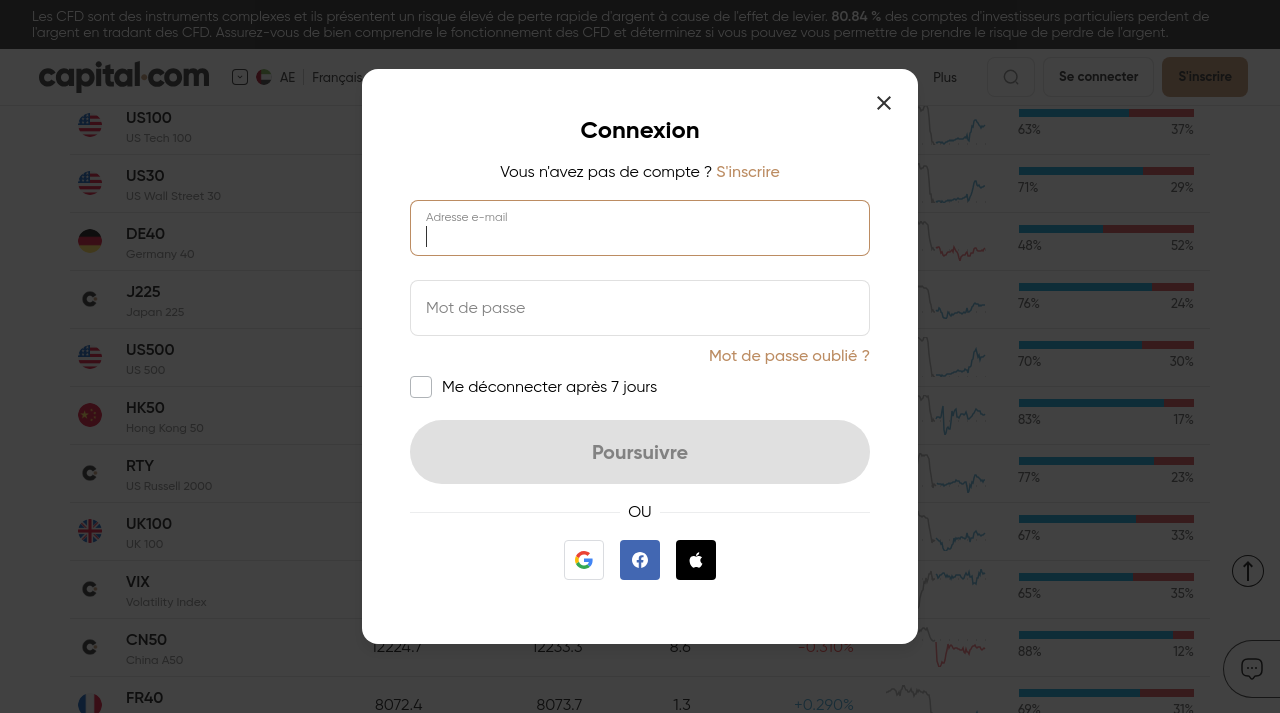 Les CFD sont des instruments complexes et ils présentent un risque élevé de perte rapide d'argent à cause de l'effet de levier. 80.84 % des comptes d'investisseurs particuliers perdent de
l'argent en tradant des CFD. Assurez-vous de bien comprendre le fonctionnement des CFD et déterminez si vous pouvez vous permettre de prendre le risque de perdre de l'argent.
capital.com AE Français Plus Se connecter S'inscrire
US100
US Tech 100
63% 37%
US30
US Wall Street 30
71% 29%
DE40
Germany 40
48% 52%
J225
Japan 225
76% 24%
US500
US 500
70% 30%
HK50
Hong Kong 50
83% 17%
RTY
US Russell 2000
77% 23%
UK100
UK 100
67% 33%
VIX
Volatility Index
65% 35%
CN50
China A50
12224.7 12233.3 8.6 -0.310%
88% 12%
FR40 8072.4 8073.7 1.3 +0.290%
69% 31%
Connexion
Vous n'avez pas de compte ? S'inscrire
Adresse e-mail
Mot de passe
Mot de passe oublié ?
Me déconnecter après 7 jours
Poursuivre
OU